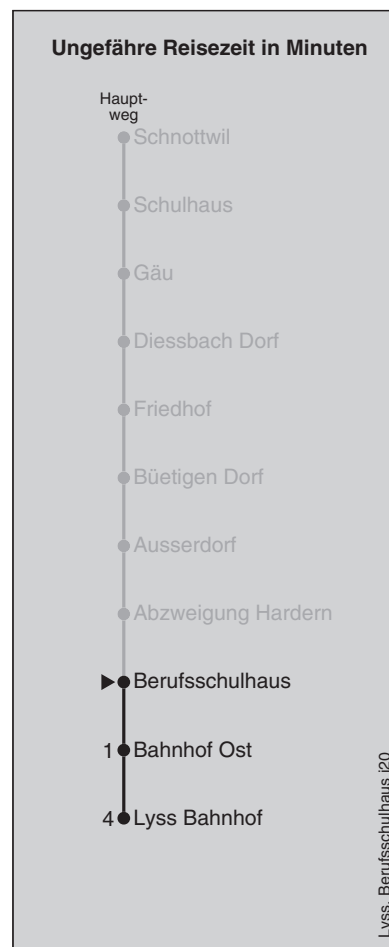 Ungefähre Reisezeit in Minuten
Haupt-
weg
Schnottwil
Schulhaus
Gäu
Diessbach Dorf
Friedhof
Büetigen Dorf
Ausserdorf
Abzweigung Hardern
Berufsschulhaus
1 Bahnhof Ost
4 Lyss Bahnhof
Lyss, Berufsschulhaus j20